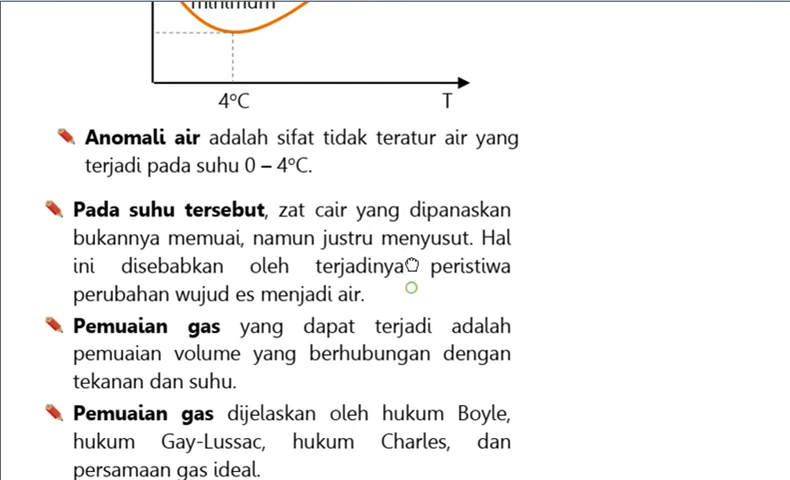 minimum
4°C
T
Anomali air adalah sifat tidak teratur air yang
terjadi pada suhu 0 – 4°C.
Pada suhu tersebut, zat cair yang dipanaskan
bukannya memuai, namun justru menyusut. Hal
ini disebabkan oleh terjadinya peristiwa
perubahan wujud es menjadi air.
Pemuaian gas yang dapat terjadi adalah
pemuaian volume yang berhubungan dengan
tekanan dan suhu.
Pemuaian gas dijelaskan oleh hukum Boyle,
hukum Gay-Lussac, hukum Charles, dan
persamaan gas ideal.